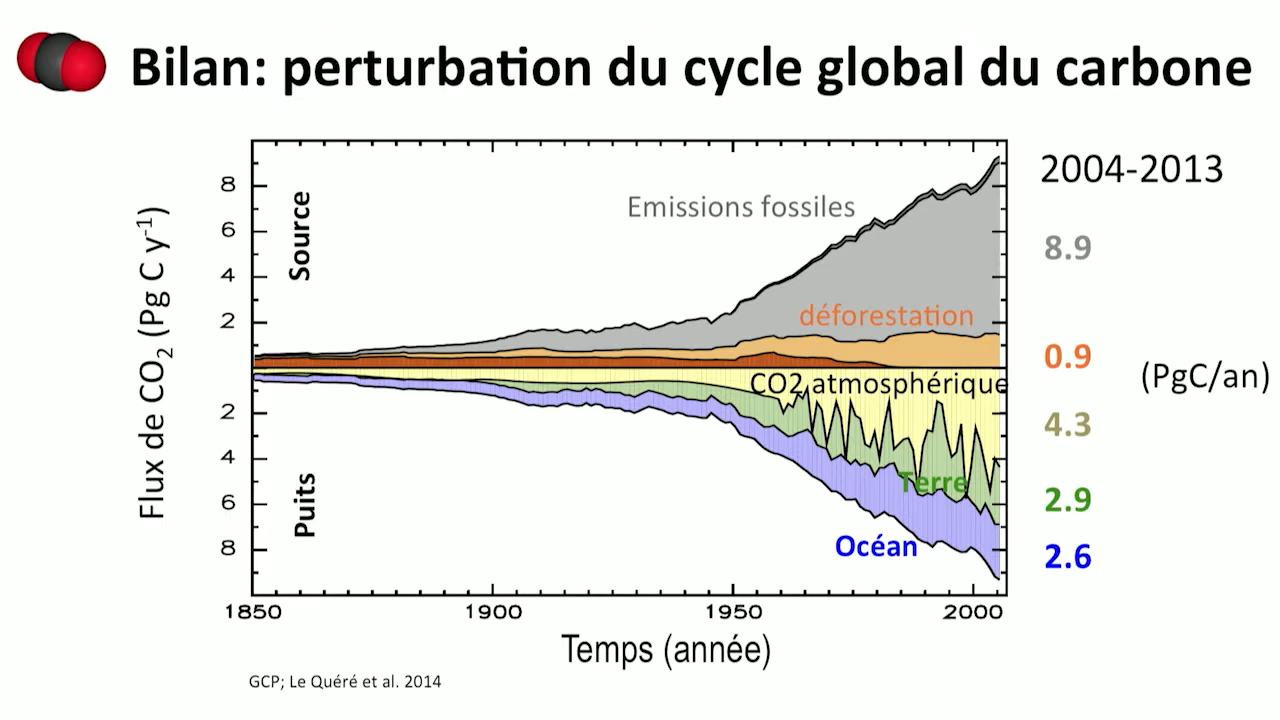 Bilan: perturbation du cycle global du carbone
2004-2013
Source
Emissions fossiles
8.9
déforestation
0.9
(PgC/an)
CO2 atmosphérique
4.3
Terre
2.9
Puits
Océan
2.6
Flux de CO2 (Pg C y-1)
8
6
4
2
2
4
6
8
1850 1900 1950 2000
Temps (année)
GCP; Le Quéré et al. 2014